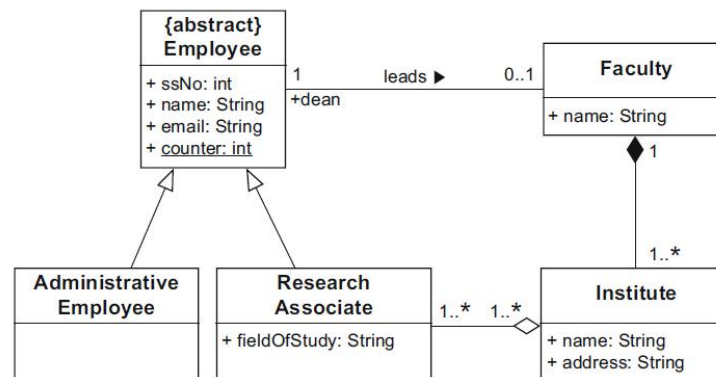 {abstract}
Employee
+ ssNo: int
+ name: String
+ email: String
+ counter: int
1
+dean
leads ▶
0..1
Faculty
+ name: String
1
1..*
Administrative
Employee
Research
Associate
+ fieldOfStudy: String
1..*
1..*
Institute
+ name: String
+ address: String